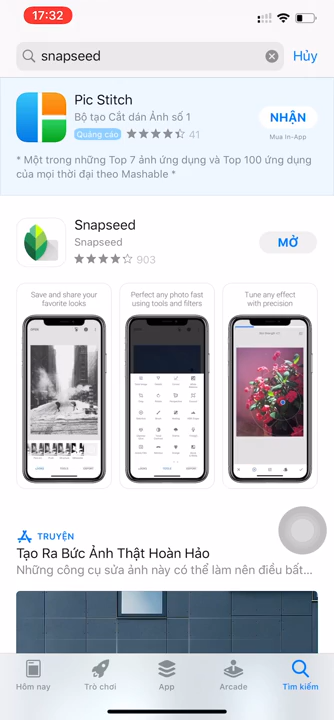 17:32
snapseed
Hủy
Pic Stitch
Bộ tạo Cắt dán Ảnh số 1
Quảng cáo
41
NHẬN
Mua In-App
* Một trong những Top 7 ảnh ứng dụng và Top 100 ứng dụng
của mọi thời đại theo Mashable *
Snapseed
Snapseed
903
MỞ
Save and share your
favorite looks
Perfect any photo fast
using tools and filters
Tune any effect
with precision
TRUYỆN
Tạo Ra Bức Ảnh Thật Hoàn Hảo
Những công cụ sửa ảnh này có thể làm nên điều bất...
Hôm nay
Trò chơi
App
Arcade
Tìm kiếm